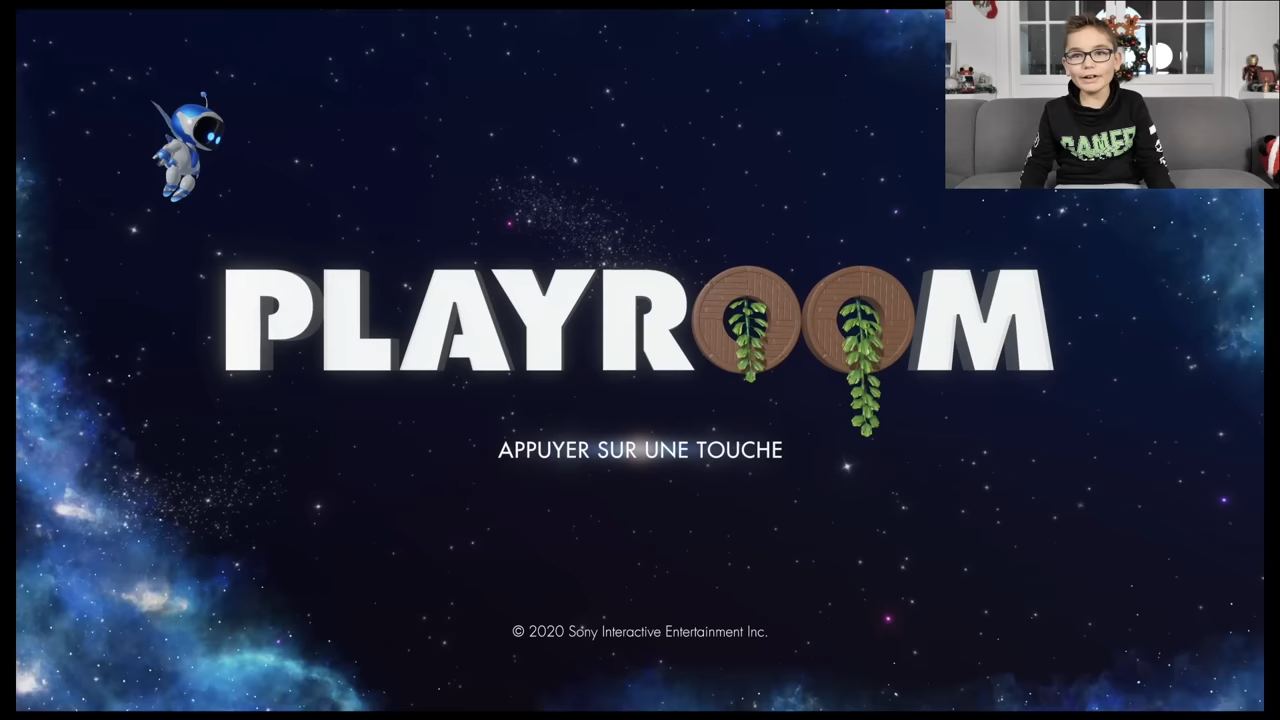 GAMER
PLAYROOM
APPUYER SUR UNE TOUCHE
© 2020 Sony Interactive Entertainment Inc.